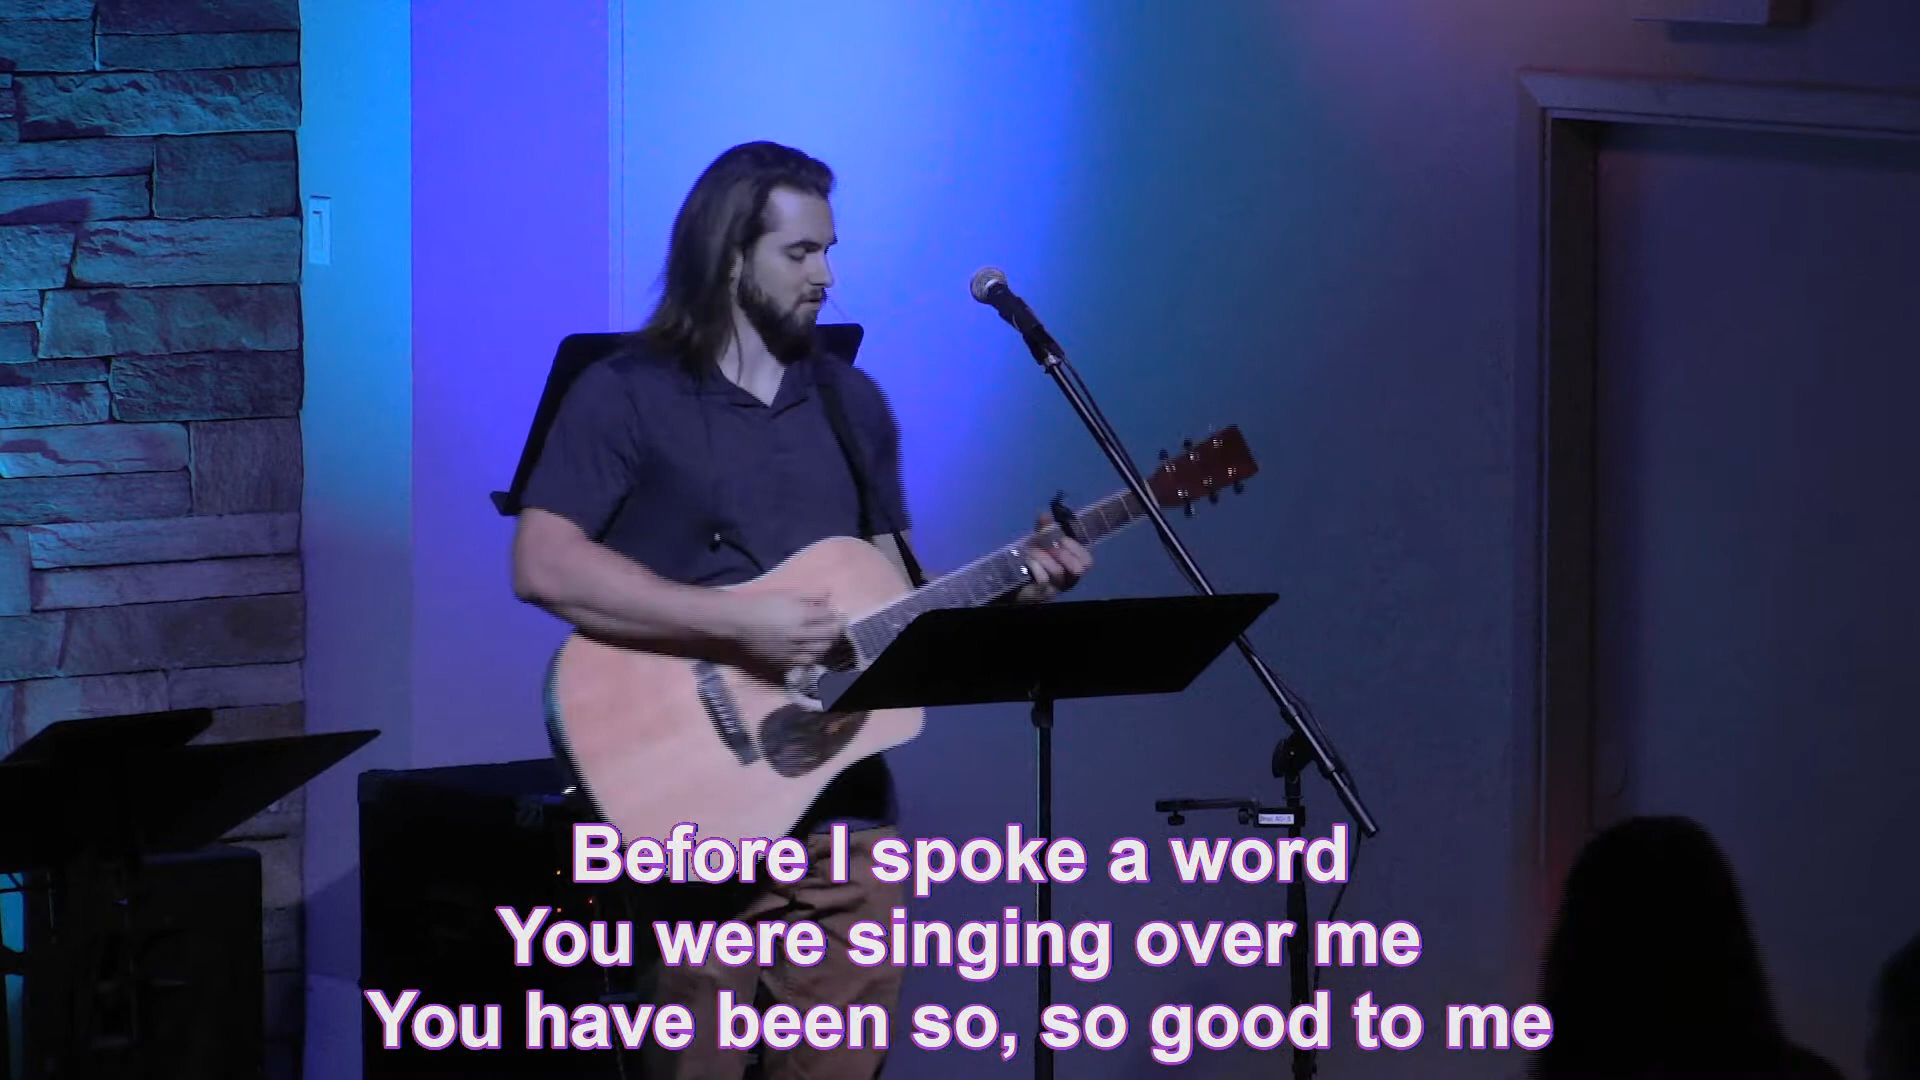 Before I spoke a word
You were singing over me
You have been so, so good to me